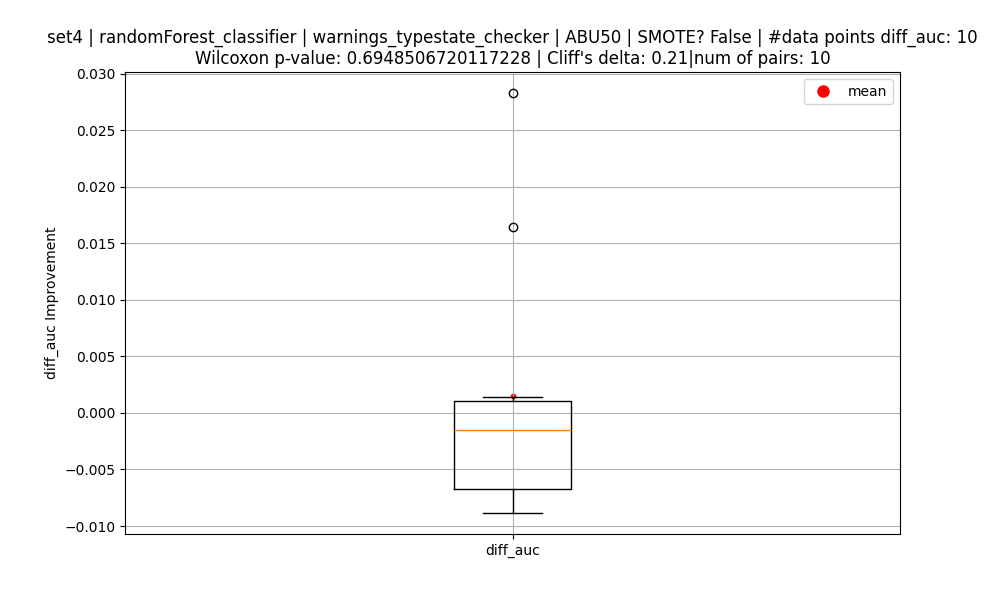 set4 | randomForest_classifier | warnings_typestate_checker | ABU50 | SMOTE? False | #data points diff_auc: 10
Wilcoxon p-value: 0.6948506720117228 | Cliff's delta: 0.21|num of pairs: 10
mean
0.030
0.025
0.020
0.015
0.010
0.005
0.000
−0.005
−0.010
diff_auc Improvement
diff_auc